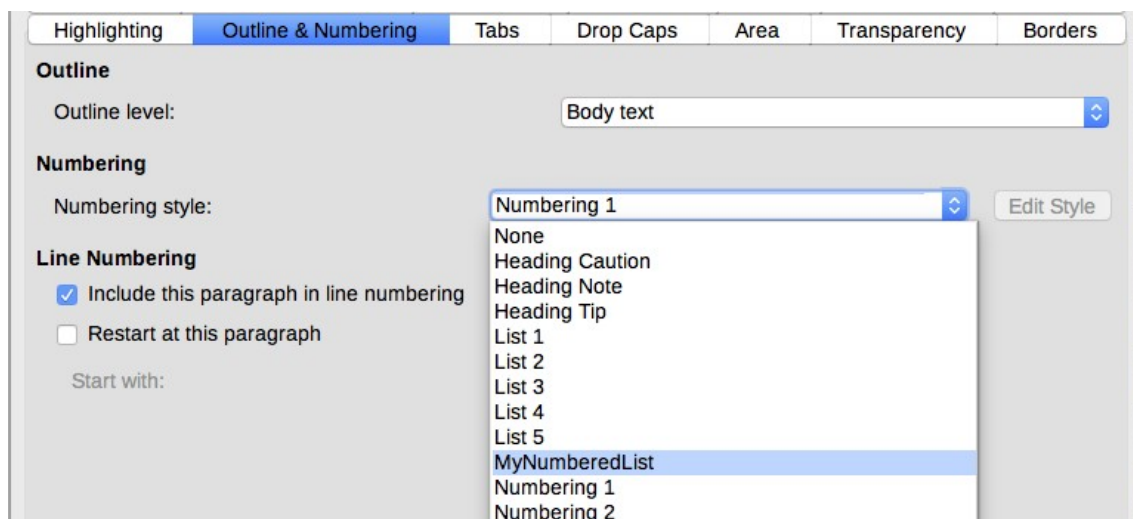 Highlighting Outline & Numbering Tabs Drop Caps Area Transparency Borders
Outline
Outline level: Body text
Numbering
Numbering style: Numbering 1 Edit Style
None
Heading Caution
Heading Note
Heading Tip
List 1
List 2
List 3
List 4
List 5
MyNumberedList
Numbering 1
Numbering 2
Line Numbering
Include this paragraph in line numbering
Restart at this paragraph
Start with: